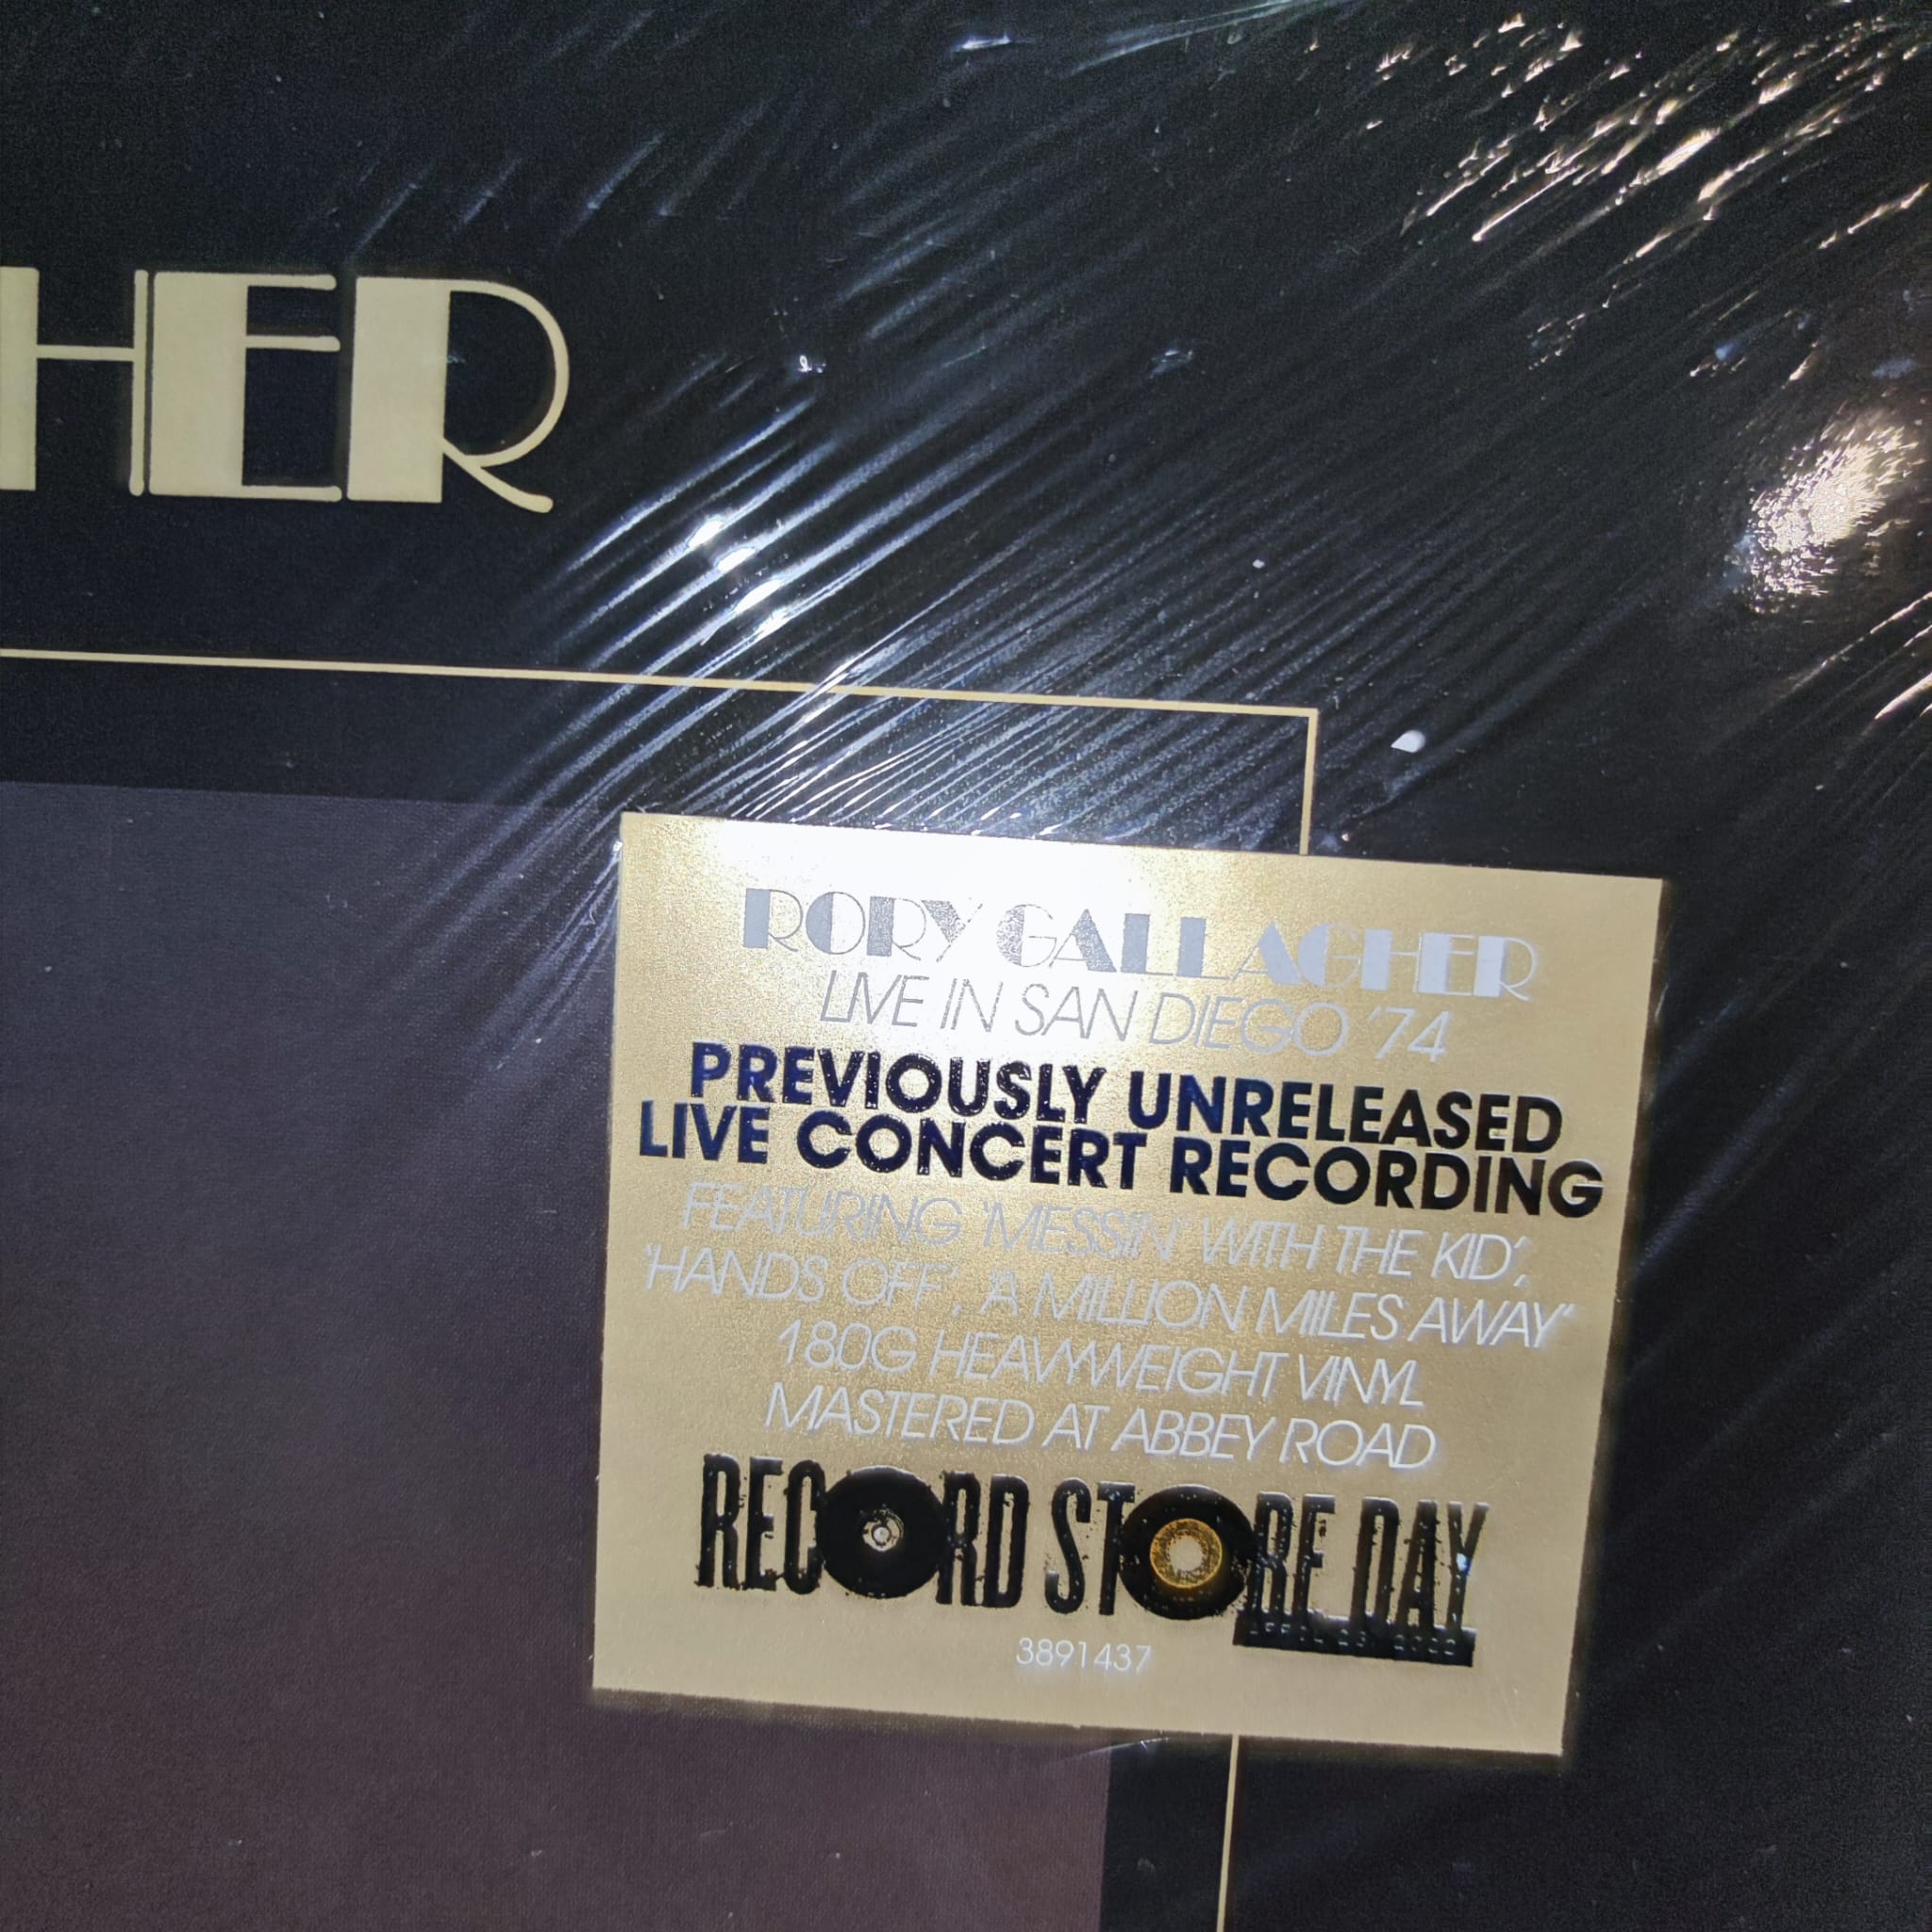 HER
RORY GALLAGHER
LIVE IN SAN DIEGO '74
PREVIOUSLY UNRELEASED
LIVE CONCERT RECORDING
FEATURING 'MESSIN' WITH THE KID',
'HANDS OFF', 'A MILLION MILES AWAY'
180G HEAVYWEIGHT VINYL
MASTERED AT ABBEY ROAD
RECORD STORE DAY
3891437